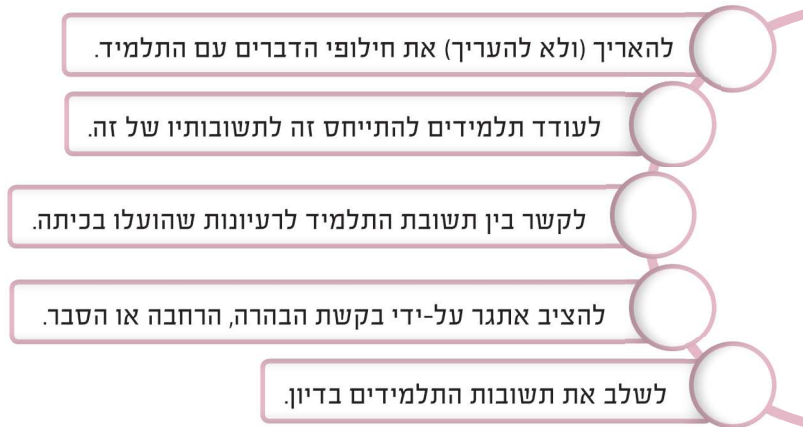 להאריך (ולא להעריך) את חילופי הדברים עם התלמיד.
לעודד תלמידים להתייחס זה לתשובותיו של זה.
לקשר בין תשובת התלמיד לרעיונות שהועלו בכיתה.
להציב אתגר על-ידי בקשת הבהרה, הרחבה או הסבר.
לשלב את תשובות התלמידים בדיון.